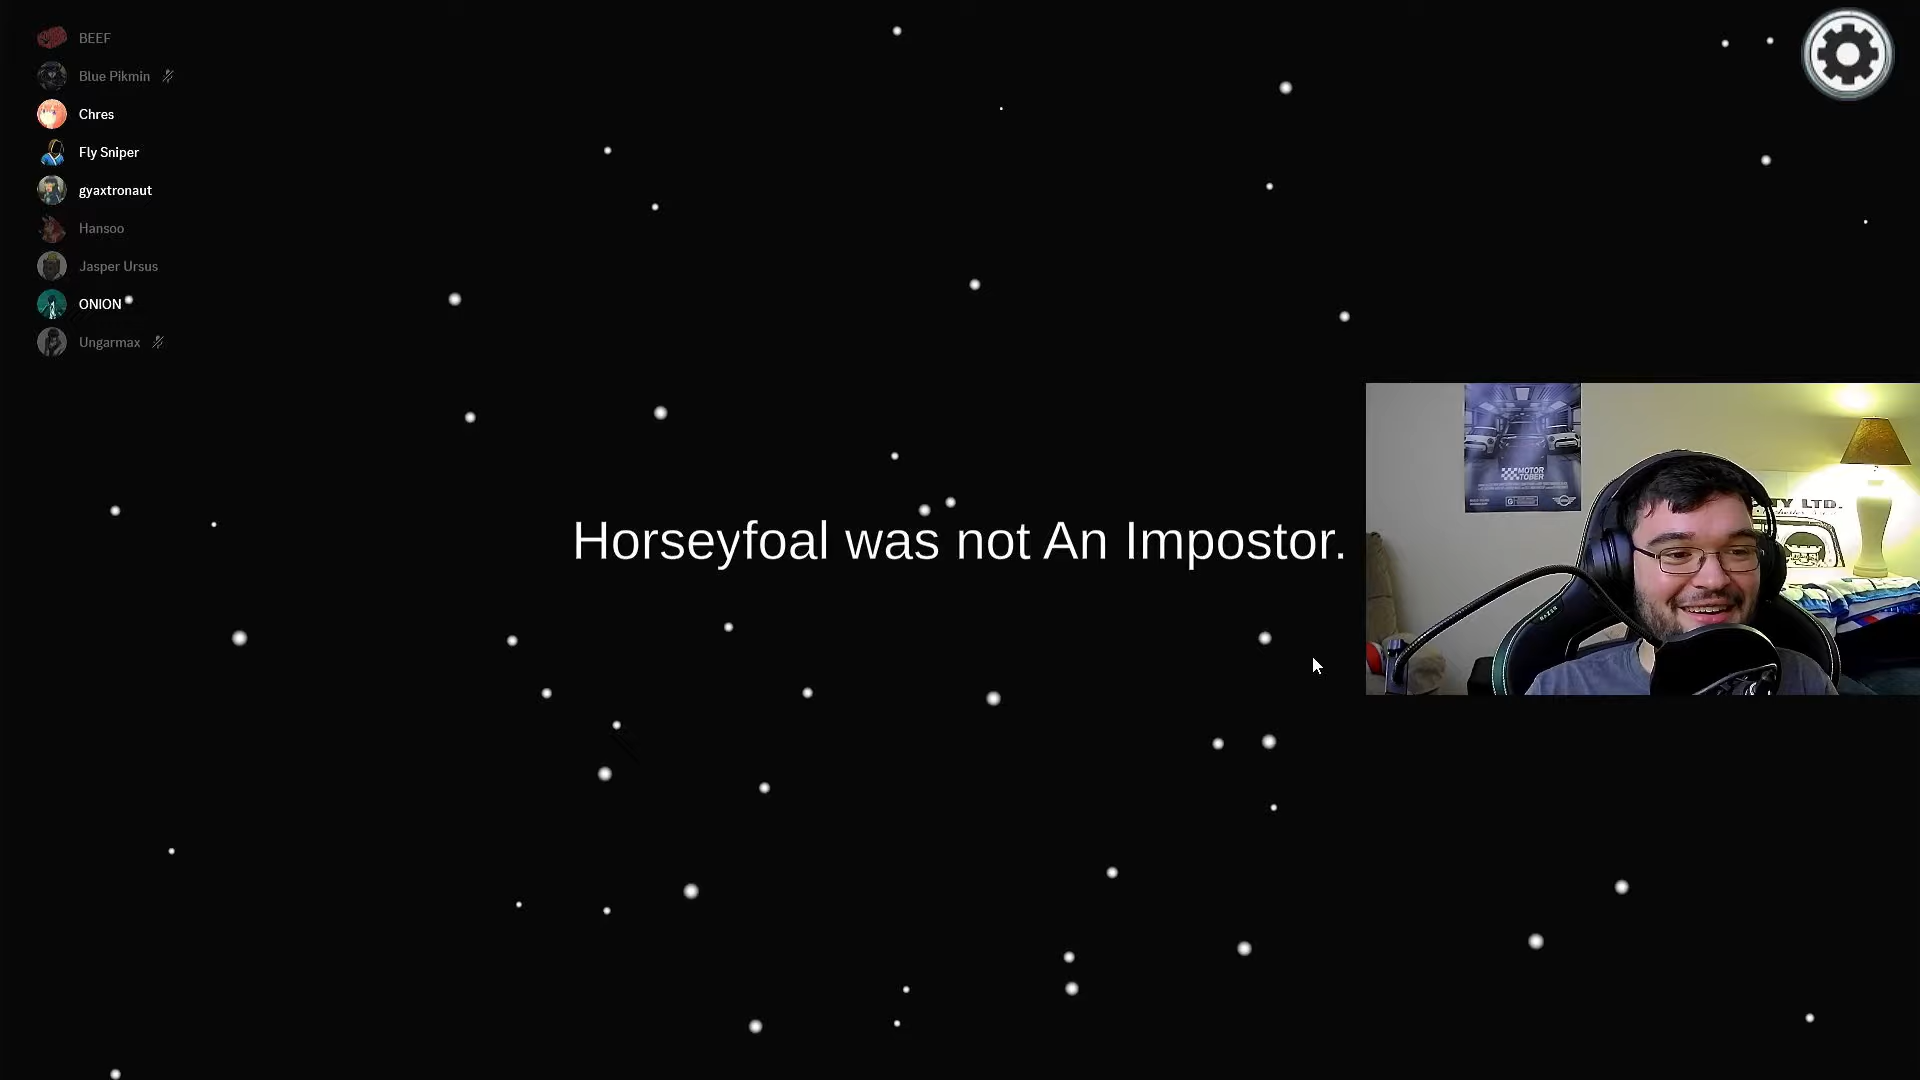 BEEF
Blue Pikmin
Chres
Fly Sniper
gyaxtronaut
Hansoo
Jasper Ursus
ONION
Ungarmax
Horseyfoal was not An Impostor.
MOTOR
TOBER
LTD.
RAZER